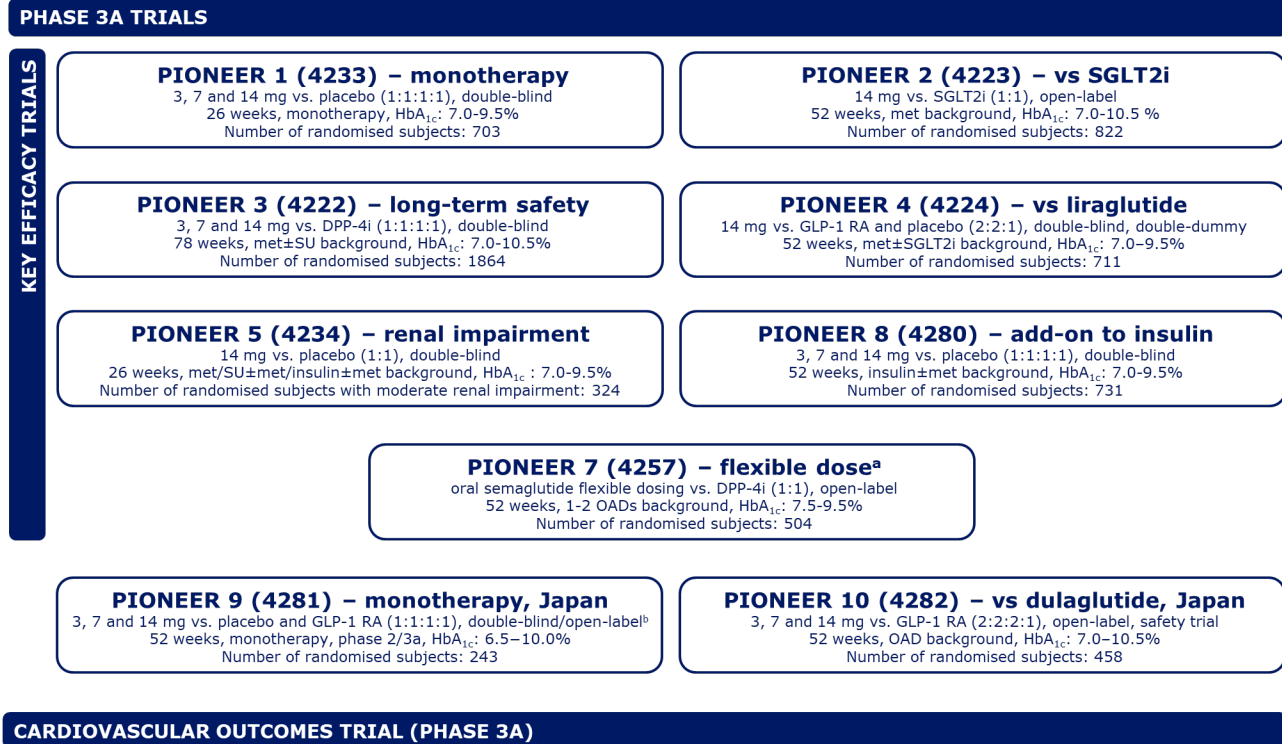 PHASE 3A TRIALS
KEY EFFICACY TRIALS
PIONEER 1 (4233) – monotherapy
3, 7 and 14 mg vs. placebo (1:1:1:1), double-blind
26 weeks, monotherapy, HbA1c: 7.0-9.5%
Number of randomised subjects: 703
PIONEER 2 (4223) – vs SGLT2i
14 mg vs. SGLT2i (1:1), open-label
52 weeks, met background, HbA1c: 7.0-10.5 %
Number of randomised subjects: 822
PIONEER 3 (4222) – long-term safety
3, 7 and 14 mg vs. DPP-4i (1:1:1:1), double-blind
78 weeks, met±SU background, HbA1c: 7.0-10.5%
Number of randomised subjects: 1864
PIONEER 4 (4224) – vs liraglutide
14 mg vs. GLP-1 RA and placebo (2:2:1), double-blind, double-dummy
52 weeks, met±SGLT2i background, HbA1c: 7.0–9.5%
Number of randomised subjects: 711
PIONEER 5 (4234) – renal impairment
14 mg vs. placebo (1:1), double-blind
26 weeks, met/SU±met/insulin±met background, HbA1c : 7.0-9.5%
Number of randomised subjects with moderate renal impairment: 324
PIONEER 8 (4280) – add-on to insulin
3, 7 and 14 mg vs. placebo (1:1:1:1), double-blind
52 weeks, insulin±met background, HbA1c: 7.0-9.5%
Number of randomised subjects: 731
PIONEER 7 (4257) – flexible doseᵃ
oral semaglutide flexible dosing vs. DPP-4i (1:1), open-label
52 weeks, 1-2 OADs background, HbA1c: 7.5-9.5%
Number of randomised subjects: 504
PIONEER 9 (4281) – monotherapy, Japan
3, 7 and 14 mg vs. placebo and GLP-1 RA (1:1:1:1), double-blind/open-labelᵇ
52 weeks, monotherapy, phase 2/3a, HbA1c: 6.5−10.0%
Number of randomised subjects: 243
PIONEER 10 (4282) – vs dulaglutide, Japan
3, 7 and 14 mg vs. GLP-1 RA (2:2:2:1), open-label, safety trial
52 weeks, OAD background, HbA1c: 7.0–10.5%
Number of randomised subjects: 458
CARDIOVASCULAR OUTCOMES TRIAL (PHASE 3A)